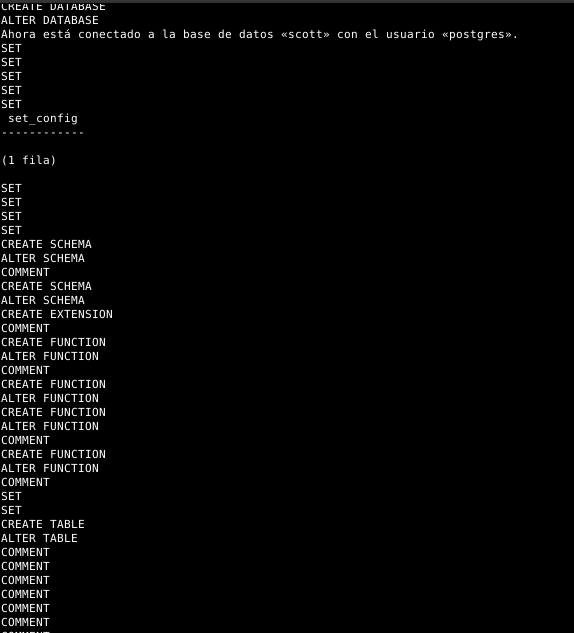 CREATE DATABASE
ALTER DATABASE
Ahora está conectado a la base de datos «scott» con el usuario «postgres».
SET
SET
SET
SET
SET
set_config
------------
(1 fila)
SET
SET
SET
SET
CREATE SCHEMA
ALTER SCHEMA
COMMENT
CREATE SCHEMA
ALTER SCHEMA
CREATE EXTENSION
COMMENT
CREATE FUNCTION
ALTER FUNCTION
COMMENT
CREATE FUNCTION
ALTER FUNCTION
CREATE FUNCTION
ALTER FUNCTION
COMMENT
CREATE FUNCTION
ALTER FUNCTION
COMMENT
SET
SET
CREATE TABLE
ALTER TABLE
COMMENT
COMMENT
COMMENT
COMMENT
COMMENT
COMMENT